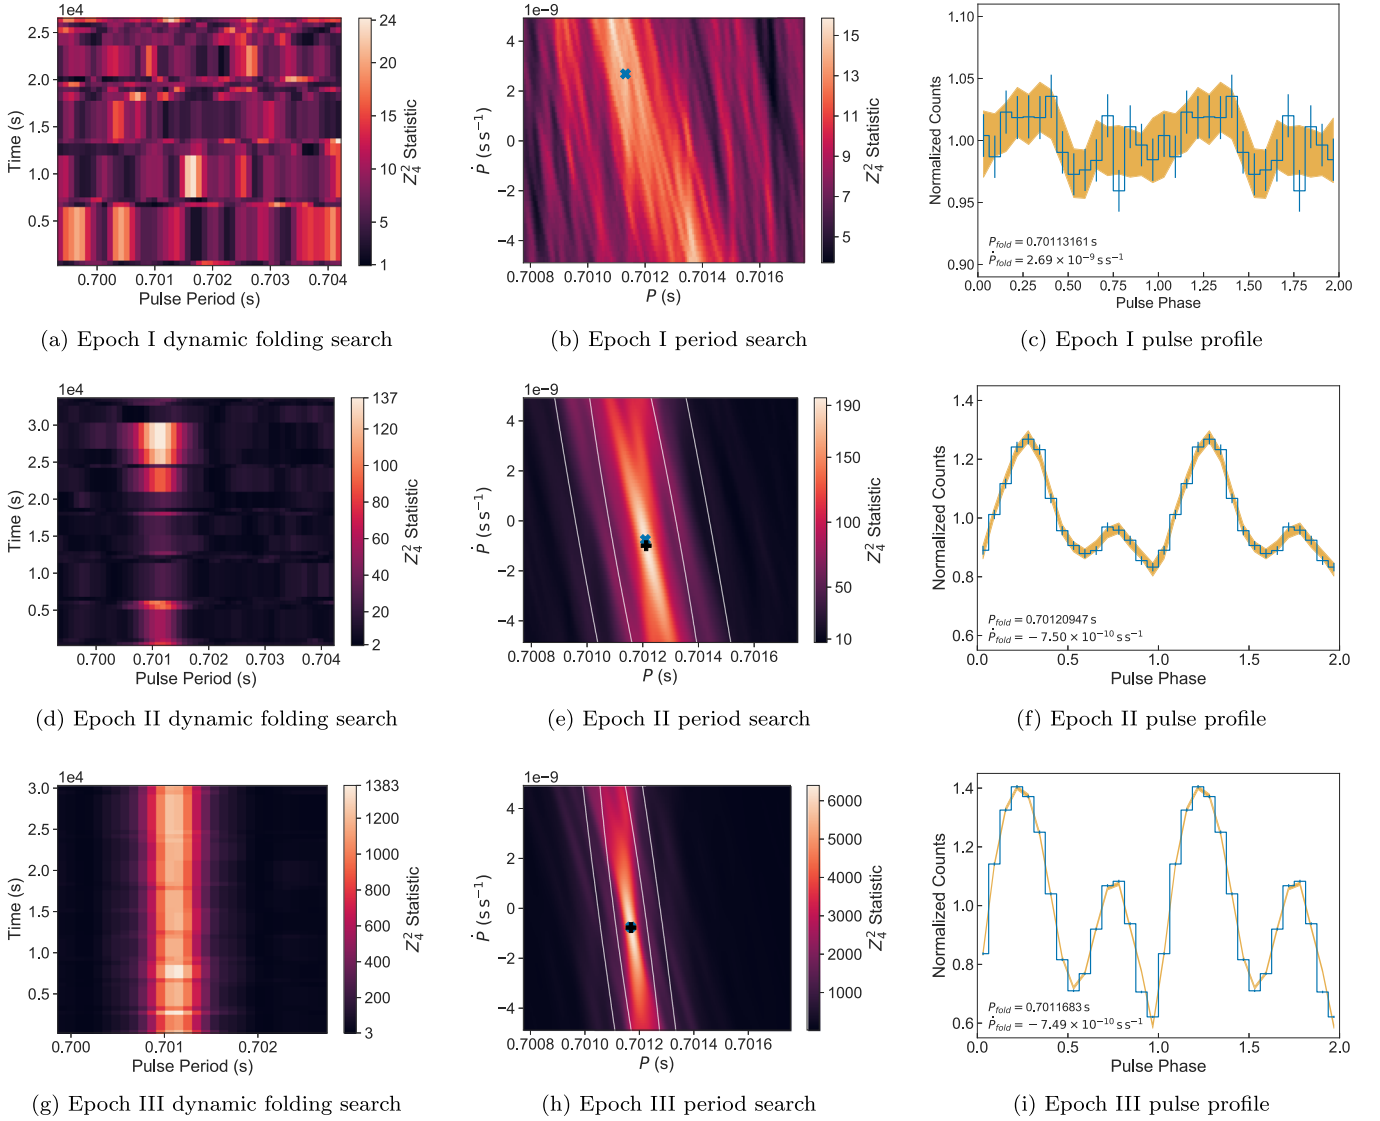 1e4
2.5
2.0
1.5
1.0
0.5
Time (s)
0.700 0.701 0.702 0.703 0.704
Pulse Period (s)
24
20
15
10
5
1
Z₄² Statistic
(a) Epoch I dynamic folding search
1e−9
4
2
0
−2
−4
Ṗ (s s⁻¹)
0.7008 0.7010 0.7012 0.7014 0.7016
P (s)
15
13
11
9
7
5
Z₄² Statistic
(b) Epoch I period search
1.10
1.05
1.00
0.95
0.90
Normalized Counts
P_fold = 0.70113161 s
Ṗ_fold = 2.69 × 10⁻⁹ s s⁻¹
0.00 0.25 0.50 0.75 1.00 1.25 1.50 1.75 2.00
Pulse Phase
(c) Epoch I pulse profile
1e4
3.0
2.5
2.0
1.5
1.0
0.5
Time (s)
0.700 0.701 0.702 0.703 0.704
Pulse Period (s)
137
120
100
80
60
40
20
2
Z₄² Statistic
(d) Epoch II dynamic folding search
1e−9
4
2
0
−2
−4
Ṗ (s s⁻¹)
0.7008 0.7010 0.7012 0.7014 0.7016
P (s)
190
150
100
50
10
Z₄² Statistic
(e) Epoch II period search
1.4
1.2
1.0
0.8
0.6
Normalized Counts
P_fold = 0.70120947 s
Ṗ_fold = − 7.50 × 10⁻¹⁰ s s⁻¹
0.0 0.5 1.0 1.5 2.0
Pulse Phase
(f) Epoch II pulse profile
1e4
3.0
2.5
2.0
1.5
1.0
0.5
Time (s)
0.700 0.701 0.702
Pulse Period (s)
1383
1200
1000
800
600
400
200
3
Z₄² Statistic
(g) Epoch III dynamic folding search
1e−9
4
2
0
−2
−4
Ṗ (s s⁻¹)
0.7008 0.7010 0.7012 0.7014 0.7016
P (s)
6000
5000
4000
3000
2000
1000
Z₄² Statistic
(h) Epoch III period search
1.4
1.2
1.0
0.8
0.6
Normalized Counts
P_fold = 0.7011683 s
Ṗ_fold = − 7.49 × 10⁻¹⁰ s s⁻¹
0.0 0.5 1.0 1.5 2.0
Pulse Phase
(i) Epoch III pulse profile